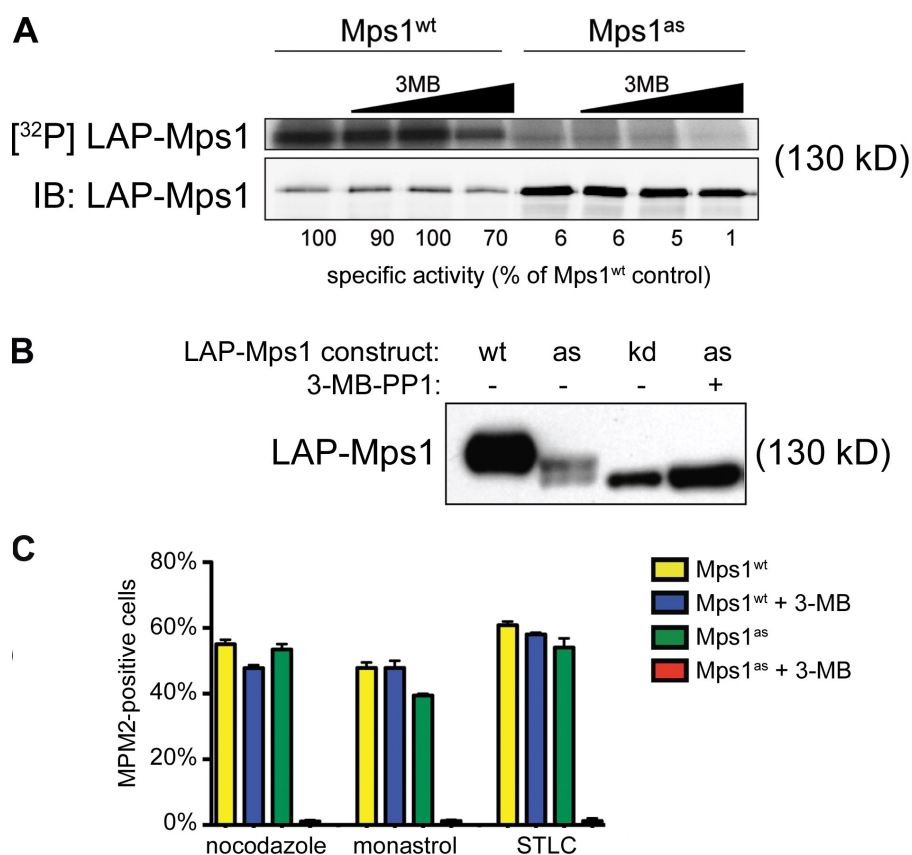 A
Mps1ʷᵗ Mps1ᵃˢ
3MB 3MB
[³²P] LAP-Mps1
(130 kD)
IB: LAP-Mps1
100 90 100 70 6 6 5 1
specific activity (% of Mps1ʷᵗ control)
B
LAP-Mps1 construct: wt as kd as
3-MB-PP1: - - - +
LAP-Mps1 (130 kD)
C
MPM2-positive cells
80%
60%
40%
20%
0%
nocodazole monastrol STLC
Mps1ʷᵗ
Mps1ʷᵗ + 3-MB
Mps1ᵃˢ
Mps1ᵃˢ + 3-MB